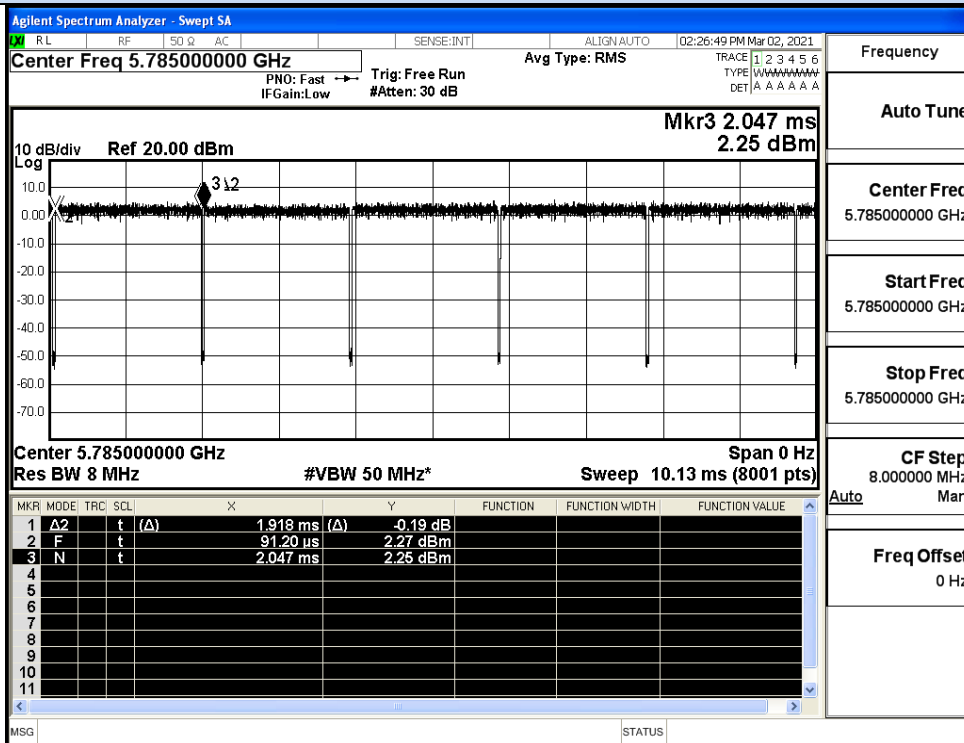 Agilent Spectrum Analyzer - Swept SA
LXI RL RF 50 Ω AC SENSE:INT ALIGN AUTO 02:26:49 PM Mar 02, 2021
Center Freq 5.785000000 GHz Avg Type: RMS TRACE 1 2 3 4 5 6
PNO: Fast Trig: Free Run TYPE WWWWWW
IFGain:Low #Atten: 30 dB DET A A A A A A
Mkr3 2.047 ms
10 dB/div Ref 20.00 dBm 2.25 dBm
Log
10.0
3Δ2
0.00
2
-10.0
-20.0
-30.0
-40.0
-50.0
-60.0
-70.0
Center 5.785000000 GHz Span 0 Hz
Res BW 8 MHz #VBW 50 MHz* Sweep 10.13 ms (8001 pts)
MKR MODE TRC SCL X Y FUNCTION FUNCTION WIDTH FUNCTION VALUE
1 Δ2 t (Δ) 1.918 ms (Δ) -0.19 dB
2 F t 91.20 µs 2.27 dBm
3 N t 2.047 ms 2.25 dBm
4
5
6
7
8
9
10
11
MSG STATUS
Frequency
Auto Tune
Center Freq
5.785000000 GHz
Start Freq
5.785000000 GHz
Stop Freq
5.785000000 GHz
CF Step
8.000000 MHz
Auto Man
Freq Offset
0 Hz